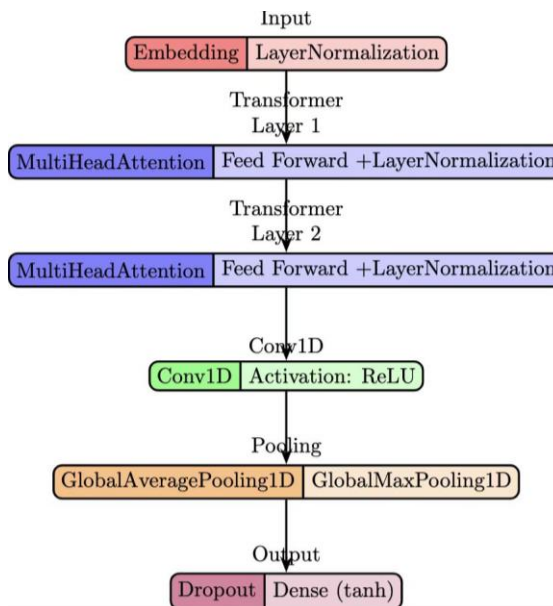 Input
Embedding LayerNormalization
Transformer
Layer 1
MultiHeadAttention Feed Forward +LayerNormalization
Transformer
Layer 2
MultiHeadAttention Feed Forward +LayerNormalization
Conv1D
Conv1D Activation: ReLU
Pooling
GlobalAveragePooling1D GlobalMaxPooling1D
Output
Dropout Dense (tanh)